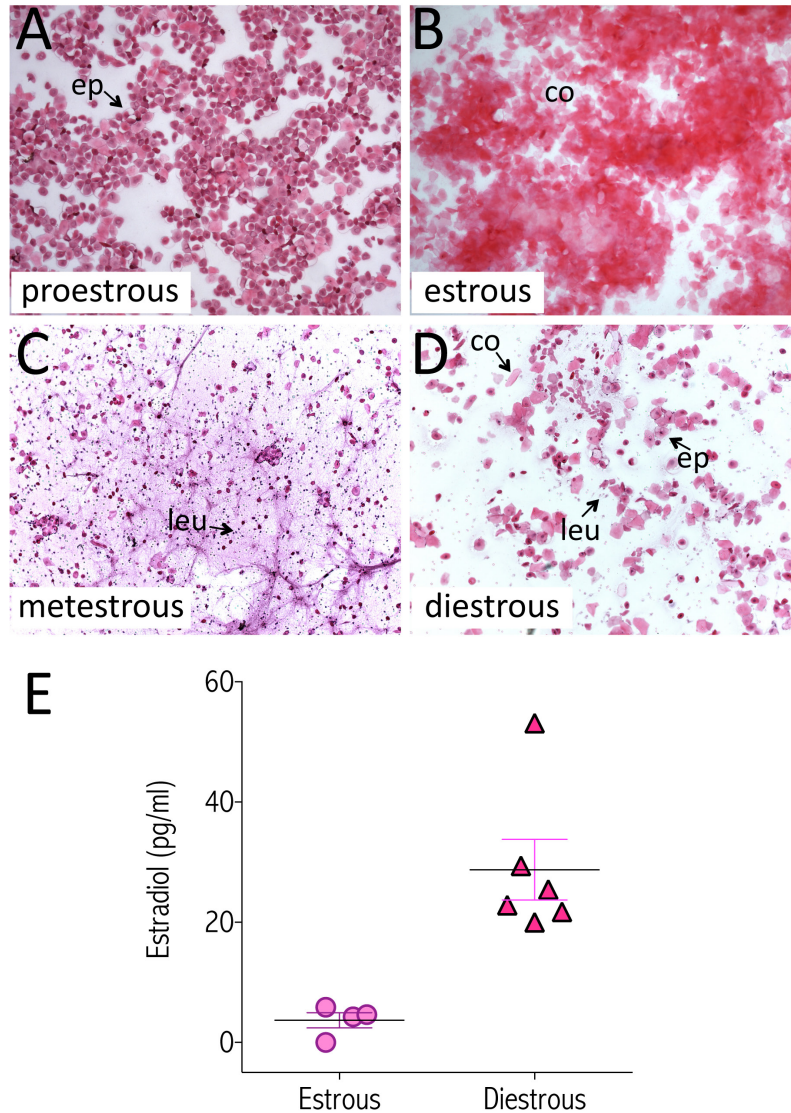 A
ep
proestrous
B
co
estrous
C
leu
metestrous
D
co
ep
leu
diestrous
E
Estradiol (pg/ml)
60
40
20
0
Estrous
Diestrous